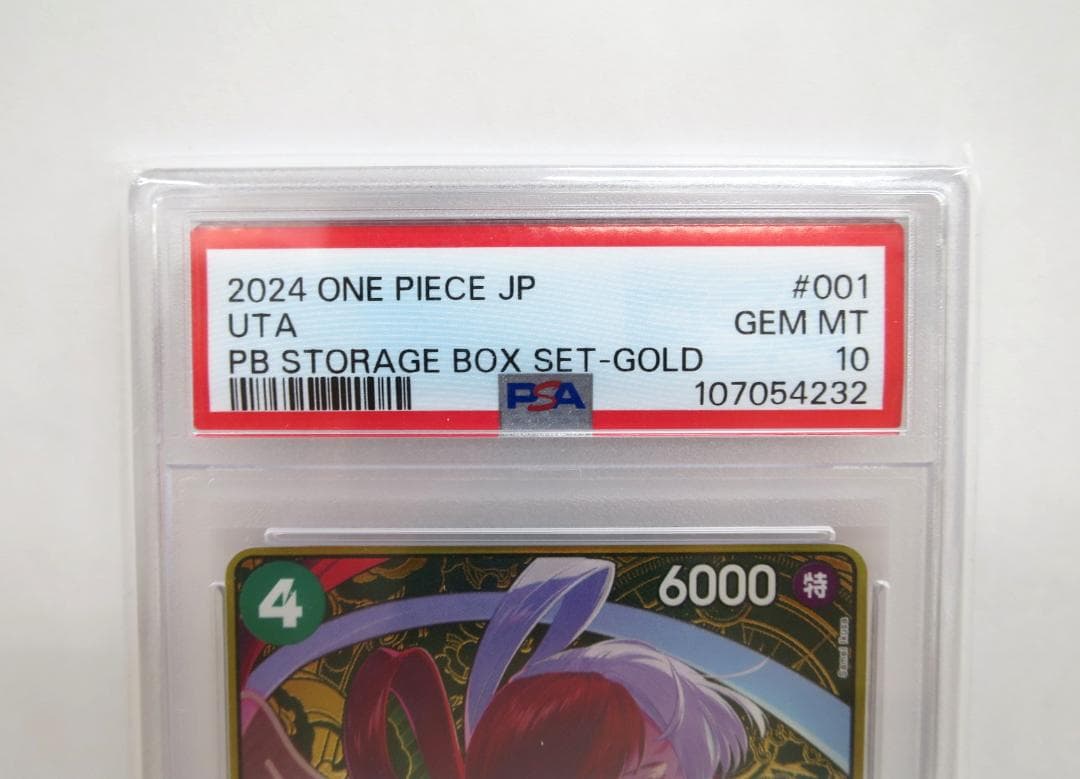 2024 ONE PIECE JP #001
UTA GEM MT
PB STORAGE BOX SET-GOLD 10
PSA 107054232
4 6000 特